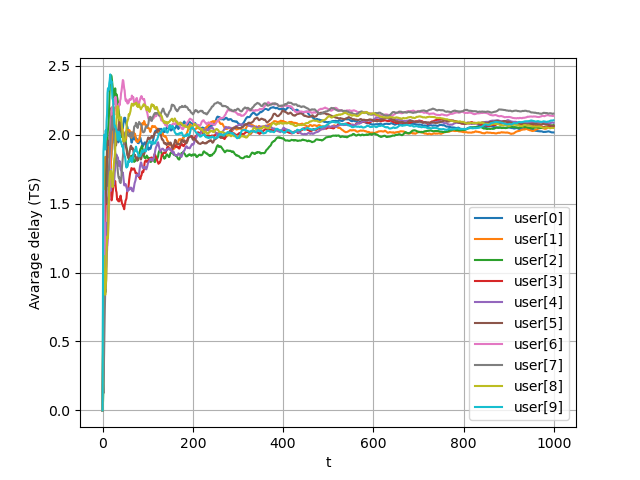 2.5
2.0
1.5
1.0
0.5
0.0
Avarage delay (TS)
0
200
400
600
800
1000
t
user[0]
user[1]
user[2]
user[3]
user[4]
user[5]
user[6]
user[7]
user[8]
user[9]